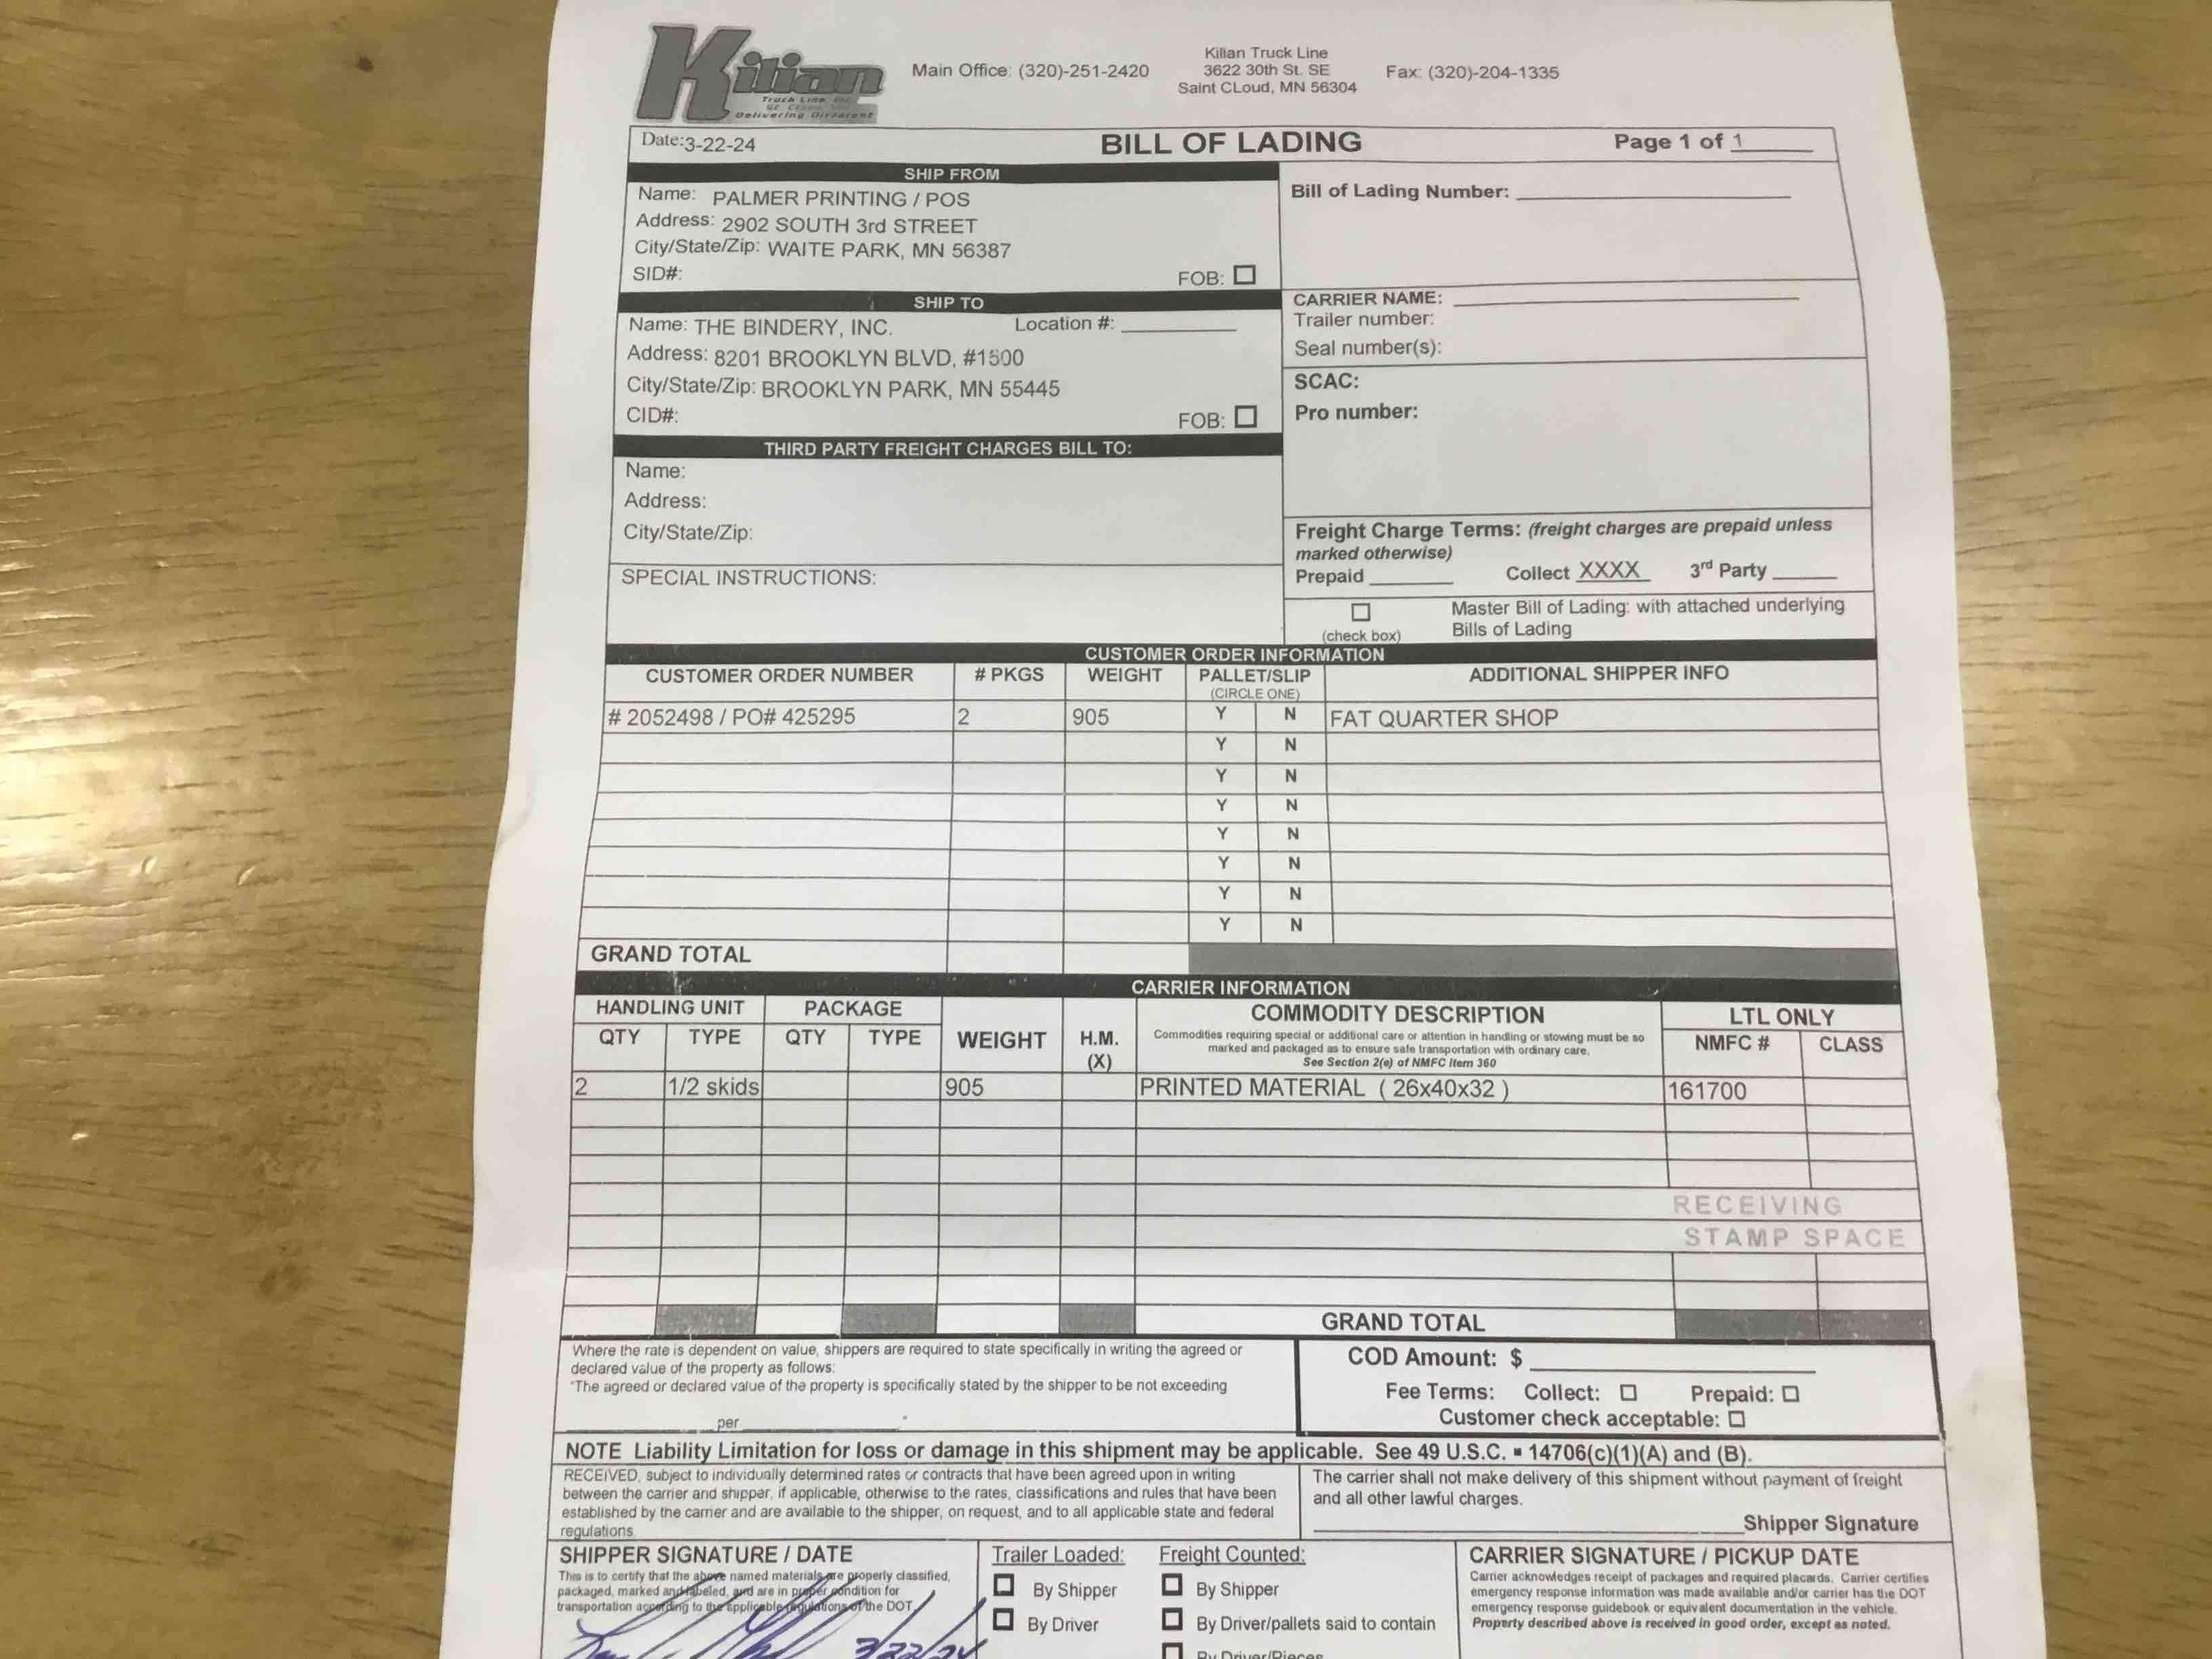 Kilian
Truck Line, Inc.
Delivering Different
Main Office: (320)-251-2420
Kilian Truck Line
3622 30th St. SE
Saint CLoud, MN 56304
Fax: (320)-204-1335
Date:3-22-24
BILL OF LADING
Page 1 of 1
SHIP FROM
Name: PALMER PRINTING / POS
Address: 2902 SOUTH 3rd STREET
City/State/Zip: WAITE PARK, MN 56387
SID#:
FOB: ☐
Bill of Lading Number: ____________
SHIP TO
Name: THE BINDERY, INC.
Location #: ________
Address: 8201 BROOKLYN BLVD, #1500
City/State/Zip: BROOKLYN PARK, MN 55445
CID#:
FOB: ☐
CARRIER NAME: ____________
Trailer number:
Seal number(s):
SCAC:
Pro number:
THIRD PARTY FREIGHT CHARGES BILL TO:
Name:
Address:
City/State/Zip:
SPECIAL INSTRUCTIONS:
Freight Charge Terms: (freight charges are prepaid unless
marked otherwise)
Prepaid ______ Collect XXXX 3rd Party _____
☐
(check box)
Master Bill of Lading: with attached underlying
Bills of Lading
CUSTOMER ORDER INFORMATION
CUSTOMER ORDER NUMBER # PKGS WEIGHT PALLET/SLIP (CIRCLE ONE) ADDITIONAL SHIPPER INFO
# 2052498 / PO# 425295 2 905 Y N FAT QUARTER SHOP
Y N
Y N
Y N
Y N
Y N
Y N
Y N
GRAND TOTAL
CARRIER INFORMATION
HANDLING UNIT PACKAGE COMMODITY DESCRIPTION LTL ONLY
QTY TYPE QTY TYPE WEIGHT H.M. (X)
Commodities requiring special or additional care or attention in handling or stowing must be so
marked and packaged as to ensure safe transportation with ordinary care.
See Section 2(e) of NMFC Item 360
NMFC # CLASS
2 1/2 skids 905 PRINTED MATERIAL ( 26x40x32 ) 161700
RECEIVING
STAMP SPACE
GRAND TOTAL
Where the rate is dependent on value, shippers are required to state specifically in writing the agreed or
declared value of the property as follows:
"The agreed or declared value of the property is specifically stated by the shipper to be not exceeding
____________per____________.
COD Amount: $ ____________
Fee Terms: Collect: ☐ Prepaid: ☐
Customer check acceptable: ☐
NOTE Liability Limitation for loss or damage in this shipment may be applicable. See 49 U.S.C. ▪ 14706(c)(1)(A) and (B).
RECEIVED, subject to individually determined rates or contracts that have been agreed upon in writing
between the carrier and shipper, if applicable, otherwise to the rates, classifications and rules that have been
established by the carrier and are available to the shipper, on request, and to all applicable state and federal
regulations.
The carrier shall not make delivery of this shipment without payment of freight
and all other lawful charges.
____________Shipper Signature
SHIPPER SIGNATURE / DATE
This is to certify that the above named materials are properly classified,
packaged, marked and labeled, and are in proper condition for
transportation according to the applicable regulations of the DOT.
3/22/24
Trailer Loaded:
☐ By Shipper
☐ By Driver
Freight Counted:
☐ By Shipper
☐ By Driver/pallets said to contain
☐ By Driver/Pieces
CARRIER SIGNATURE / PICKUP DATE
Carrier acknowledges receipt of packages and required placards. Carrier certifies
emergency response information was made available and/or carrier has the DOT
emergency response guidebook or equivalent documentation in the vehicle.
Property described above is received in good order, except as noted.